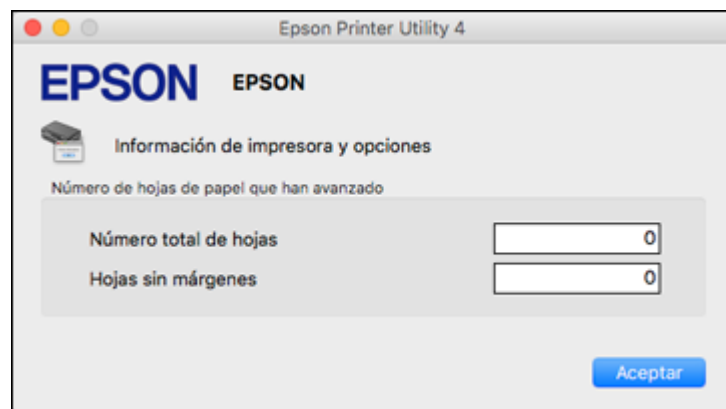 Epson Printer Utility 4
EPSON EPSON
Información de impresora y opciones
Número de hojas de papel que han avanzado
Número total de hojas 0
Hojas sin márgenes 0
Aceptar